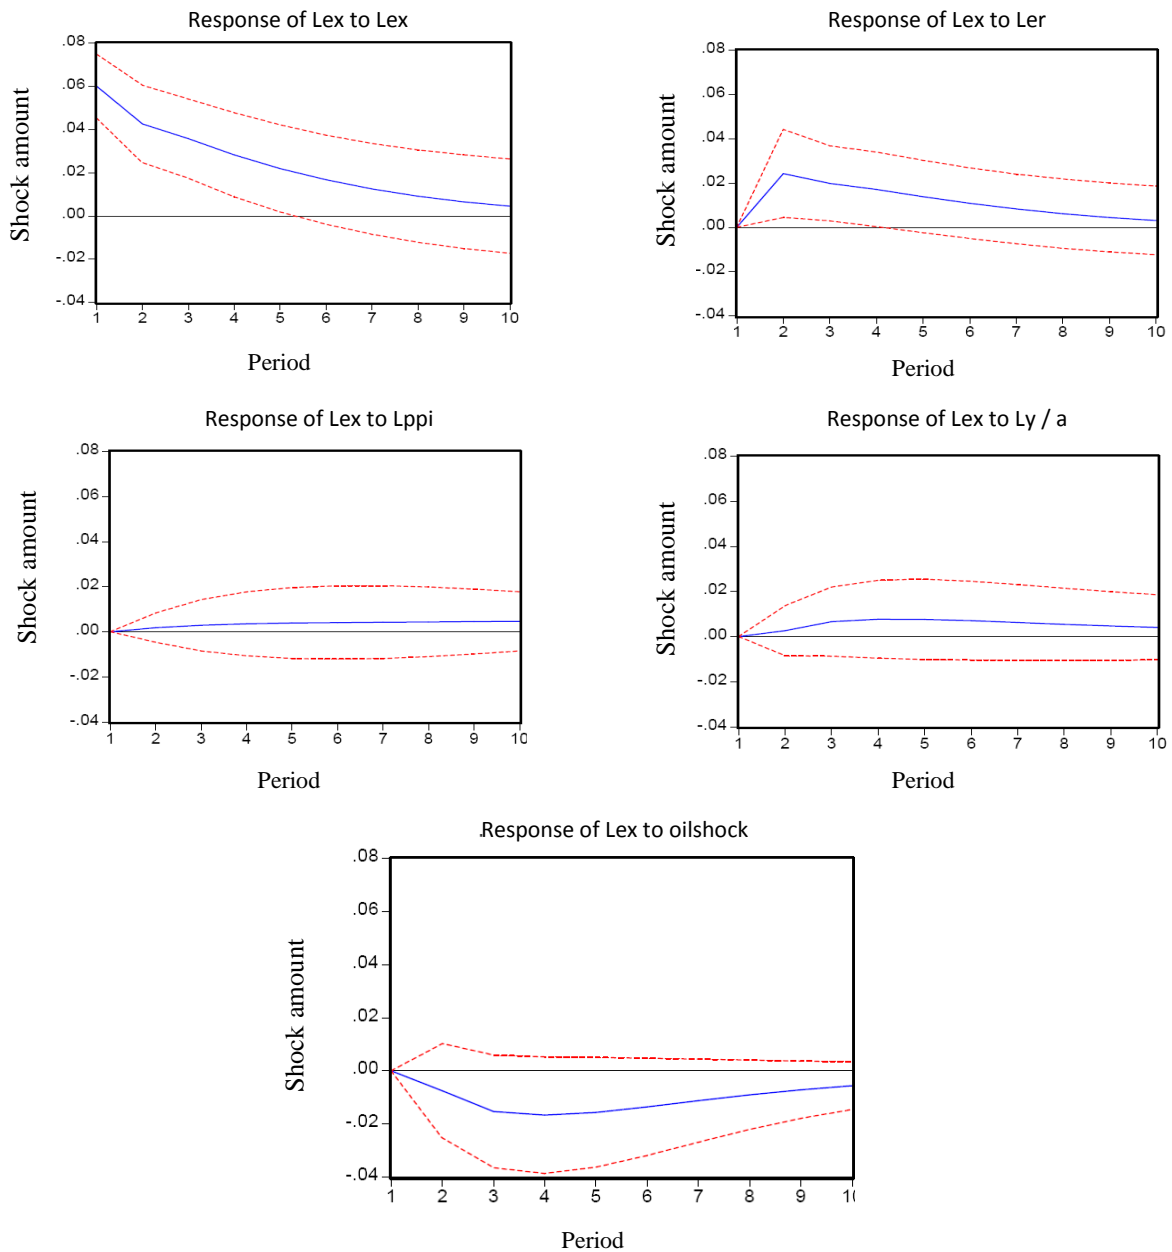 Response of Lex to Lex
Shock amount
.08
.06
.04
.02
.00
-.02
-.04
1 2 3 4 5 6 7 8 9 10
Period
Response of Lex to Ler
Shock amount
.08
.06
.04
.02
.00
-.02
-.04
1 2 3 4 5 6 7 8 9 10
Period
Response of Lex to Lppi
Shock amount
.08
.06
.04
.02
.00
-.02
-.04
1 2 3 4 5 6 7 8 9 10
Period
Response of Lex to Ly / a
Shock amount
.08
.06
.04
.02
.00
-.02
-.04
1 2 3 4 5 6 7 8 9 10
Period
.Response of Lex to oilshock
Shock amount
.08
.06
.04
.02
.00
-.02
-.04
1 2 3 4 5 6 7 8 9 10
Period